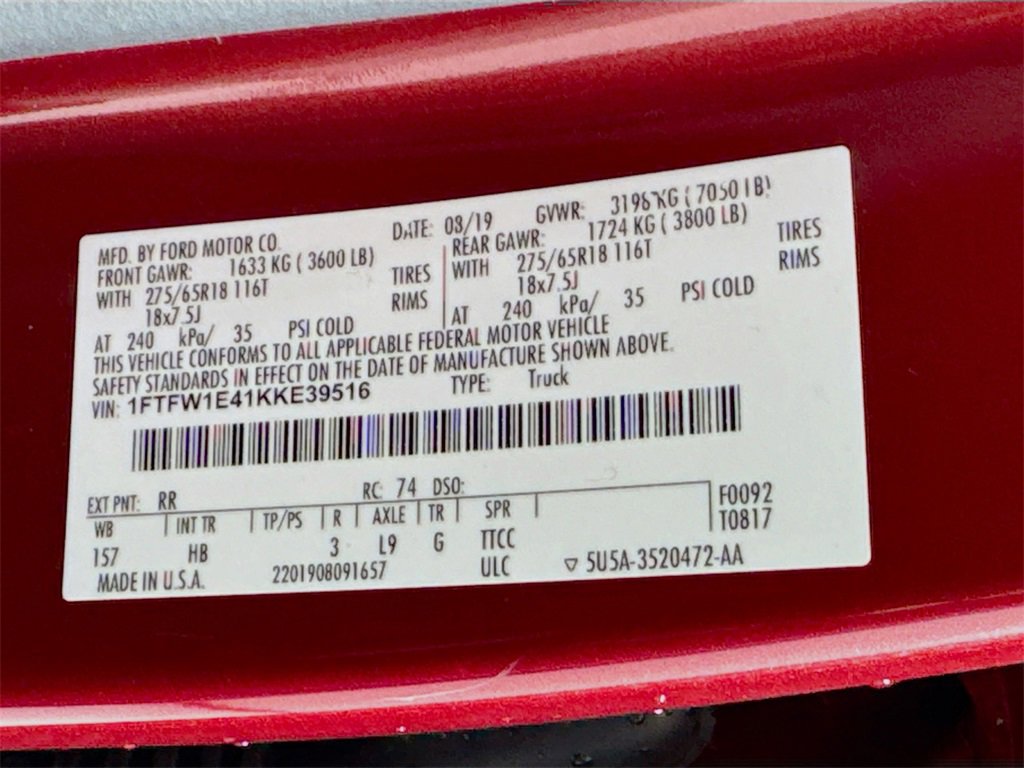 MFD. BY FORD MOTOR CO. DATE: 08/19 GVWR: 3198 KG ( 7050 LB)
FRONT GAWR: 1633 KG ( 3600 LB) REAR GAWR: 1724 KG ( 3800 LB)
WITH 275/65R18 116T TIRES WITH 275/65R18 116T TIRES
18x7.5J RIMS 18x7.5J RIMS
AT 240 kPa/ 35 PSI COLD AT 240 kPa/ 35 PSI COLD
THIS VEHICLE CONFORMS TO ALL APPLICABLE FEDERAL MOTOR VEHICLE
SAFETY STANDARDS IN EFFECT ON THE DATE OF MANUFACTURE SHOWN ABOVE.
VIN: 1FTFW1E41KKE39516 TYPE: Truck
EXT PNT: RR RC: 74 DSO:
WB INT TR TP/PS R AXLE TR SPR F0092
T0817
157 HB 3 L9 G TTCC
MADE IN U.S.A. 2201908091657 ULC ▽ 5U5A-3520472-AA